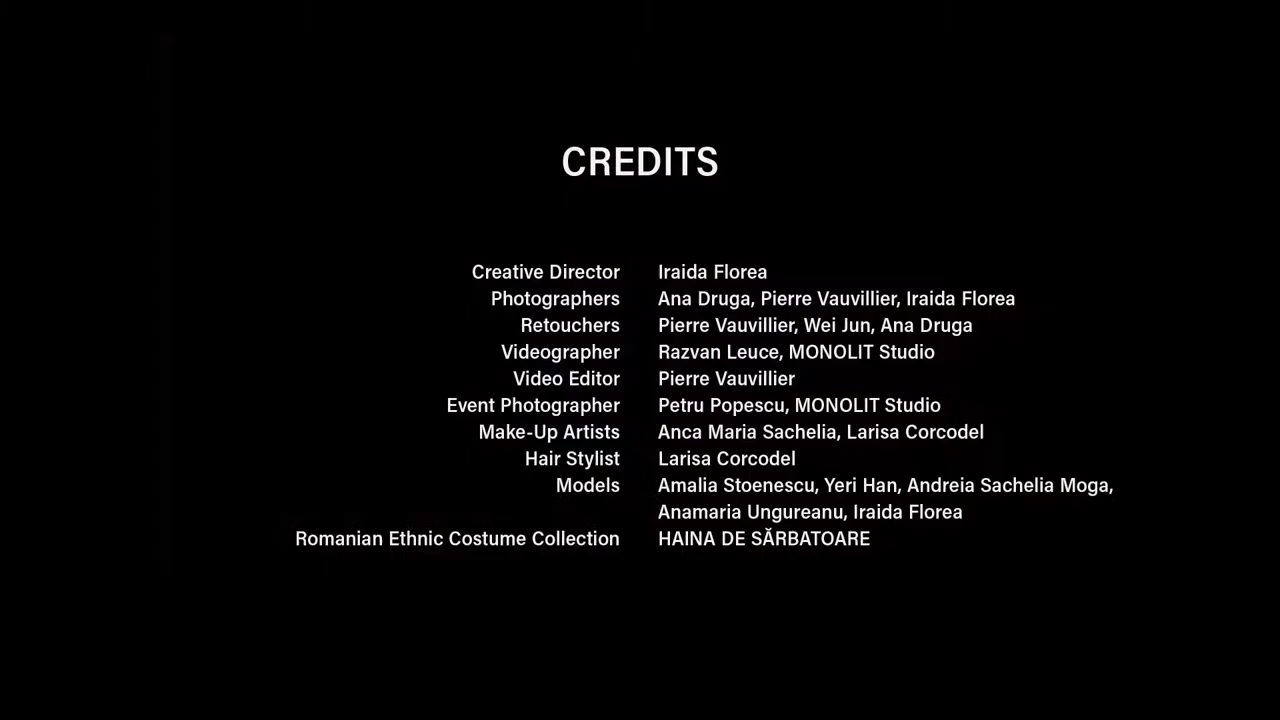 CREDITS
Creative Director Iraida Florea
Photographers Ana Druga, Pierre Vauvillier, Iraida Florea
Retouchers Pierre Vauvillier, Wei Jun, Ana Druga
Videographer Razvan Leuce, MONOLIT Studio
Video Editor Pierre Vauvillier
Event Photographer Petru Popescu, MONOLIT Studio
Make-Up Artists Anca Maria Sachelia, Larisa Corcodel
Hair Stylist Larisa Corcodel
Models Amalia Stoenescu, Yeri Han, Andreia Sachelia Moga,
Anamaria Ungureanu, Iraida Florea
Romanian Ethnic Costume Collection HAINA DE SĂRBATOARE